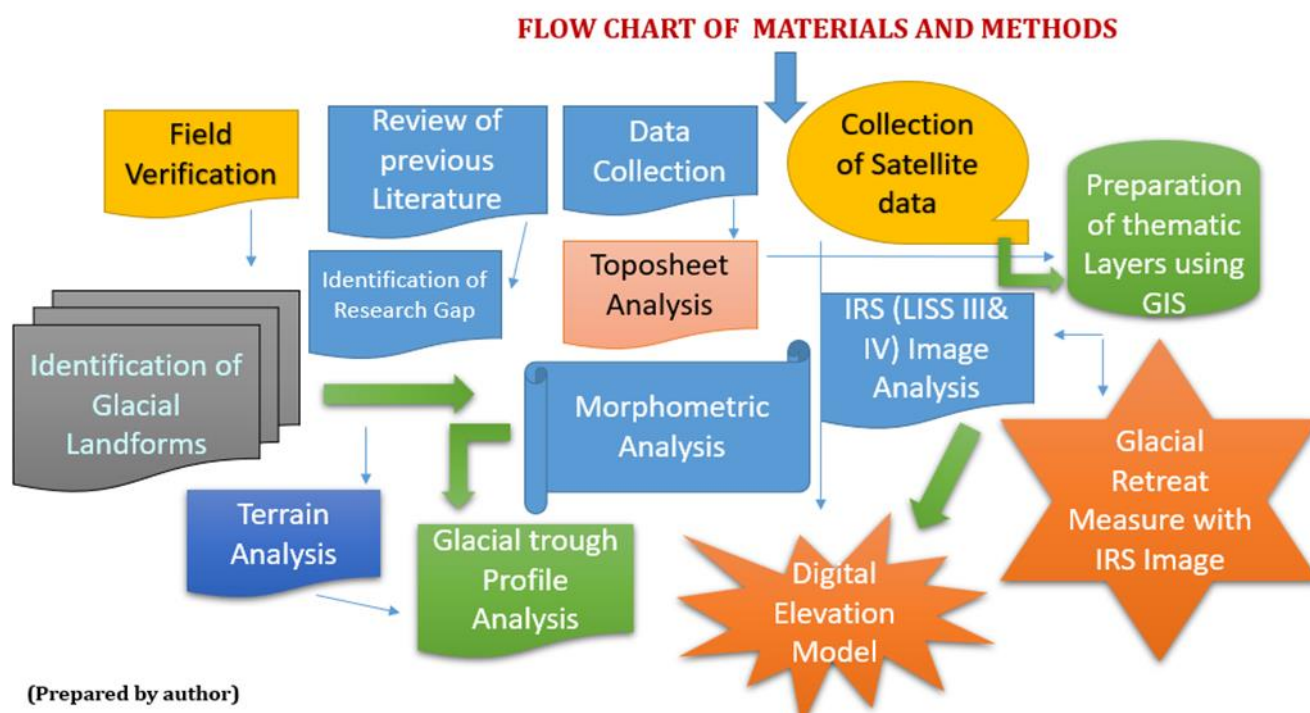 FLOW CHART OF MATERIALS AND METHODS
Field
Verification
Review of
previous
Literature
Data
Collection
Collection
of Satellite
data
Preparation
of thematic
Layers using
GIS
Identification of
Research Gap
Toposheet
Analysis
IRS (LISS III&
IV) Image
Analysis
Identification of
Glacial
Landforms
Morphometric
Analysis
Glacial
Retreat
Measure with
IRS Image
Terrain
Analysis
Glacial trough
Profile
Analysis
Digital
Elevation
Model
(Prepared by author)